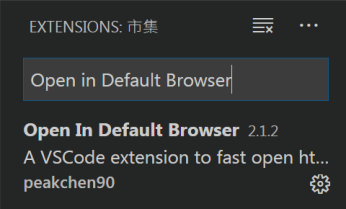 EXTENSIONS: 市集
Open in Default Browser
Open In Default Browser 2.1.2
A VSCode extension to fast open ht...
peakchen90